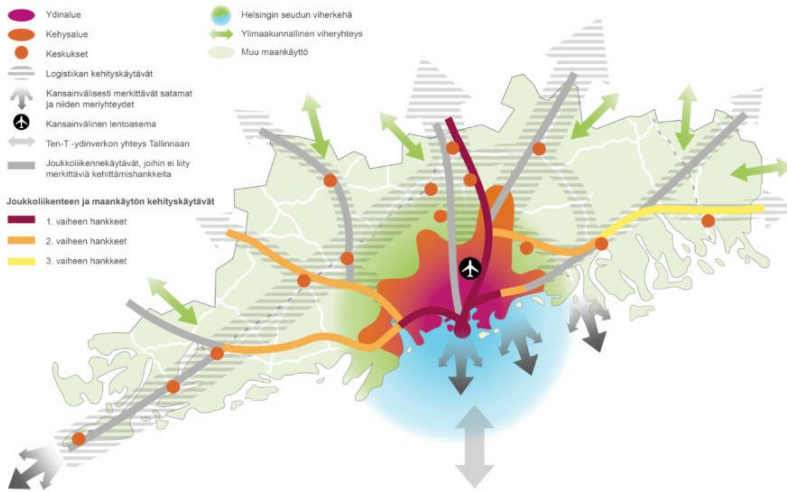 Ydinalue
Kehysalue
Keskukset
Logistiikan kehityskäytävät
Kansainvälisesti merkittävät satamat
ja niiden meriyhteydet
Kansainvälinen lentoasema
Ten-T -ydinverkon yhteys Tallinnaan
Joukkoliikennekäytävät, joihin ei liity
merkittäviä kehittämishankkeita
Joukkoliikenteen ja maankäytön kehityskäytävät
1. vaiheen hankkeet
2. vaiheen hankkeet
3. vaiheen hankkeet
Helsingin seudun viherkehä
Ylimaakunnallinen viheryhteys
Muu maankäyttö